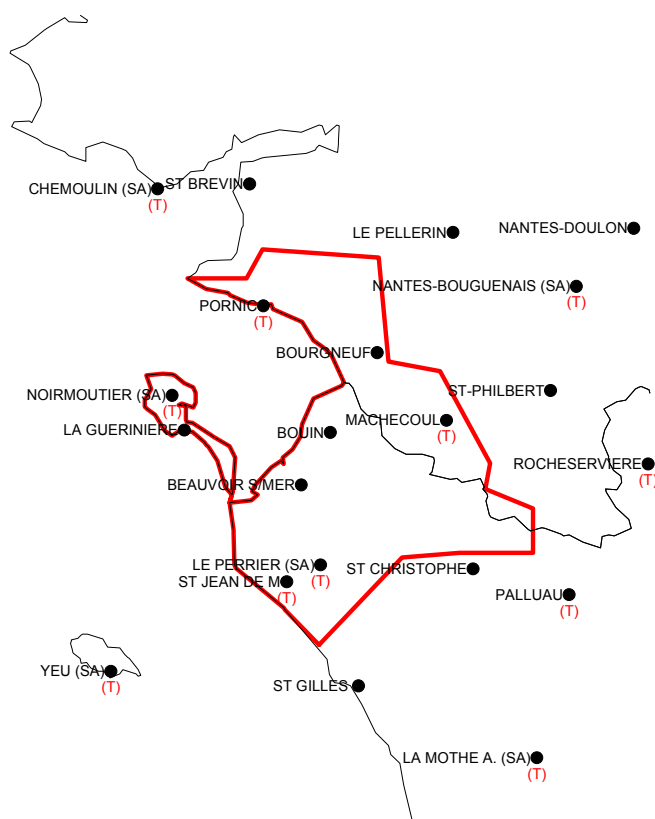 CHEMOULIN (SA)
(T)
ST BREVIN
LE PELLERIN
NANTES-DOULON
NANTES-BOUGUENAIS (SA)
(T)
PORNIC
(T)
BOURGNEUF
NOIRMOUTIER (SA)
(T)
ST-PHILBERT
MACHECOUL
(T)
LA GUERINIERE
BOUIN
ROCHESERVIERE
(T)
BEAUVOIR S/MER
LE PERRIER (SA)
(T)
ST JEAN DE M
(T)
ST CHRISTOPHE
PALLUAU
(T)
YEU (SA)
(T)
ST GILLES
LA MOTHE A. (SA)
(T)